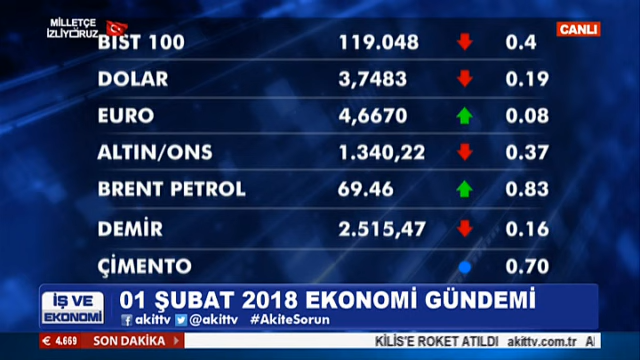 MİLLETÇE
İZLİYORUZ
CANLI
BIST 100 119.048 0.4
DOLAR 3,7483 0.19
EURO 4,6670 0.08
ALTIN/ONS 1.340,22 0.37
BRENT PETROL 69.46 0.83
DEMİR 2.515,47 0.16
ÇİMENTO 0.70
İŞ VE
EKONOMİ
01 ŞUBAT 2018 EKONOMİ GÜNDEMİ
akittv @akittv #AkiteSorun
€ 4.669 SON DAKİKA KİLİS'E ROKET ATILDI akittv.com.tr